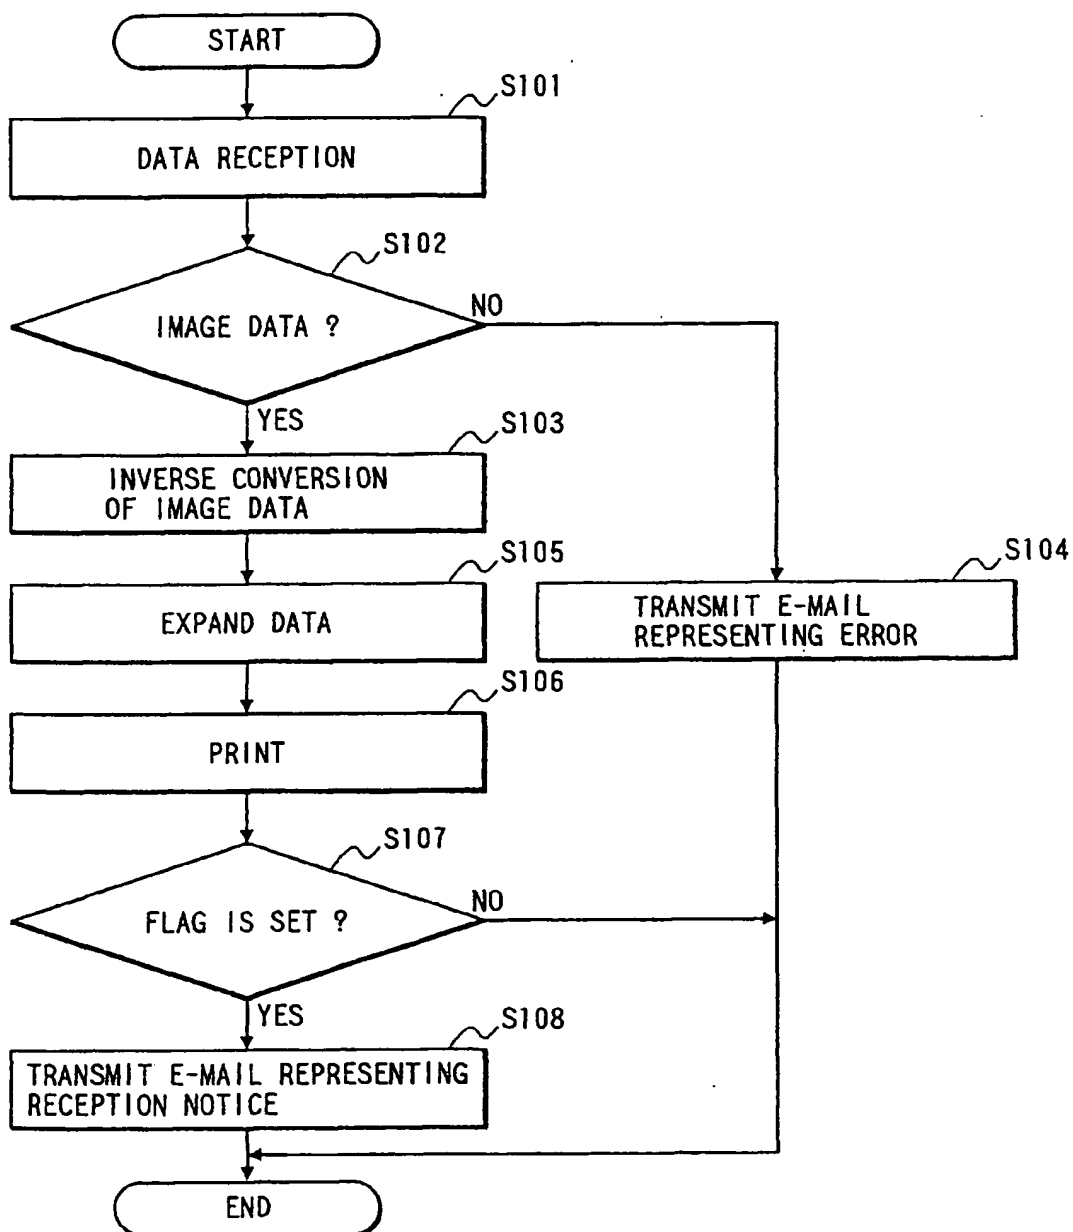 START
S101
DATA RECEPTION
S102
IMAGE DATA ?
NO
YES
S103
INVERSE CONVERSION
OF IMAGE DATA
S105
EXPAND DATA
S104
TRANSMIT E-MAIL
REPRESENTING ERROR
S106
PRINT
S107
FLAG IS SET ?
NO
YES
S108
TRANSMIT E-MAIL REPRESENTING
RECEPTION NOTICE
END